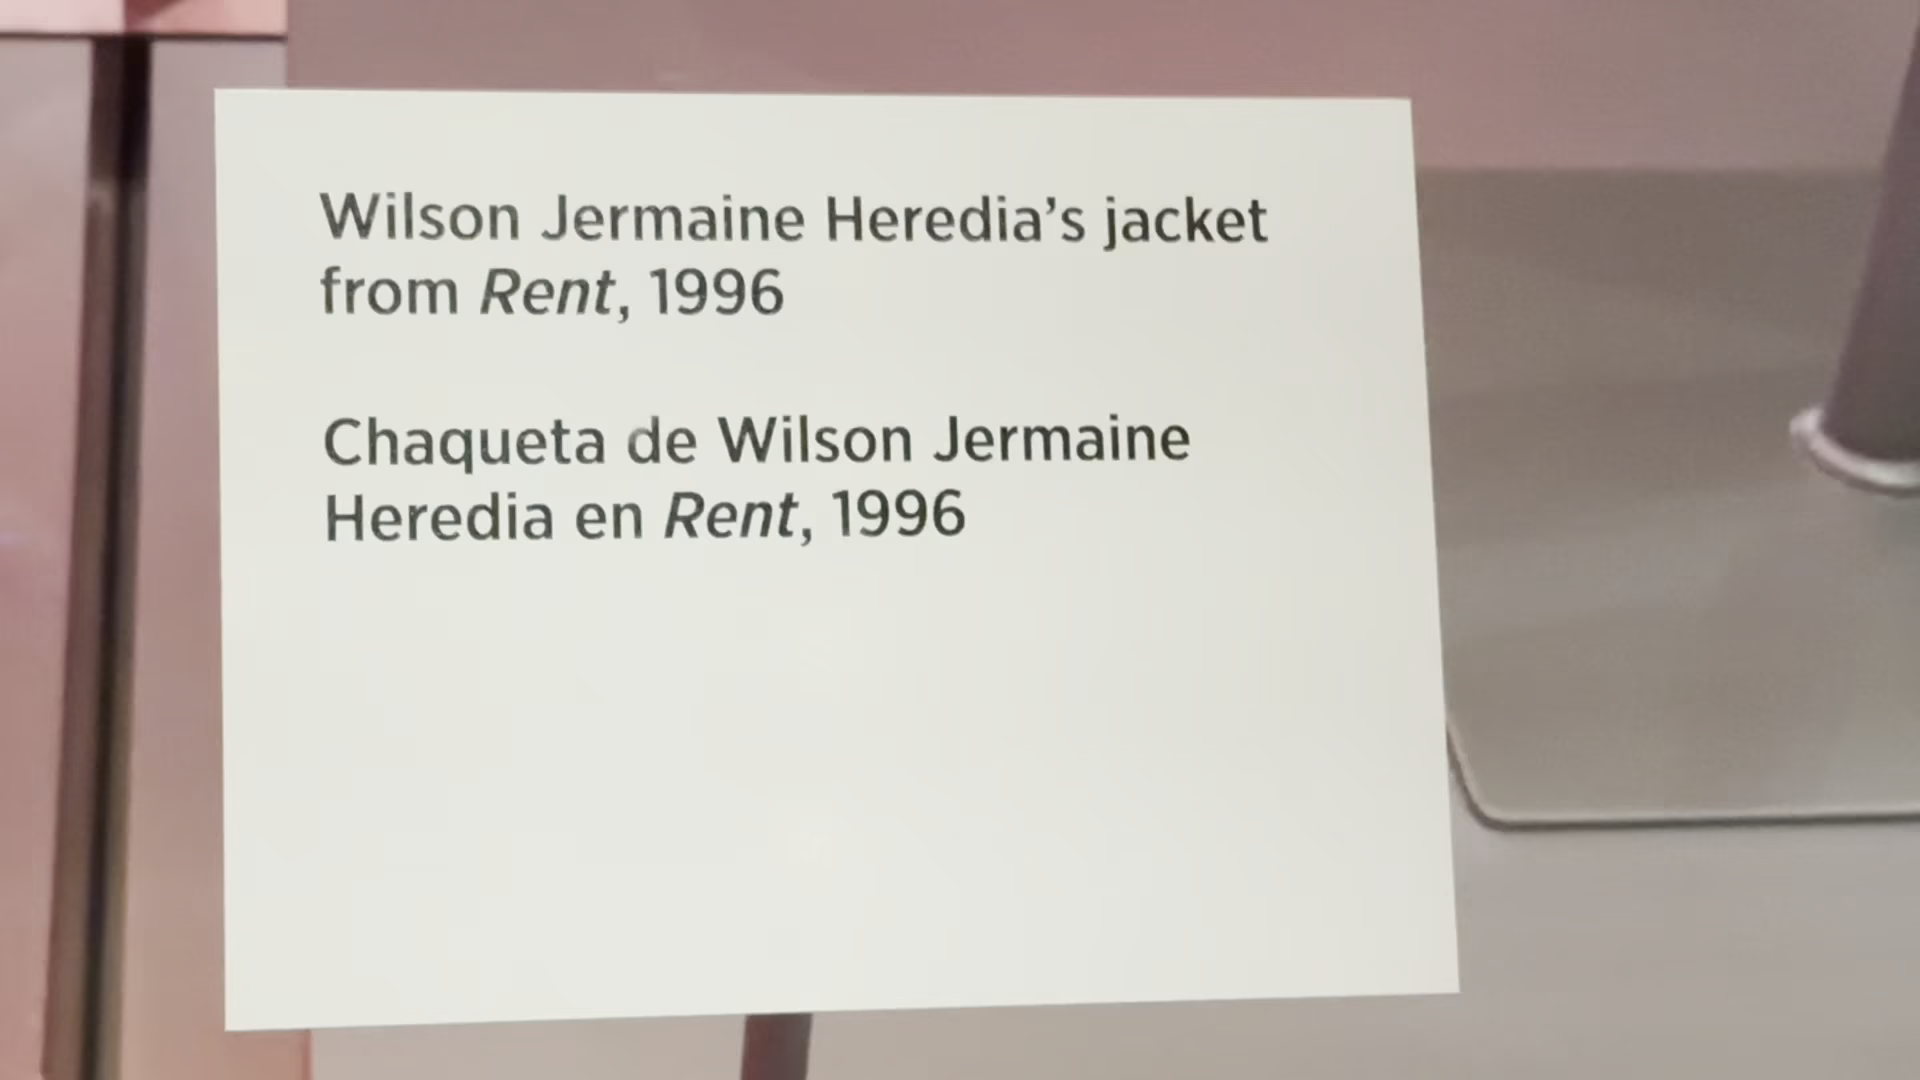 Wilson Jermaine Heredia’s jacket
from Rent, 1996
Chaqueta de Wilson Jermaine
Heredia en Rent, 1996